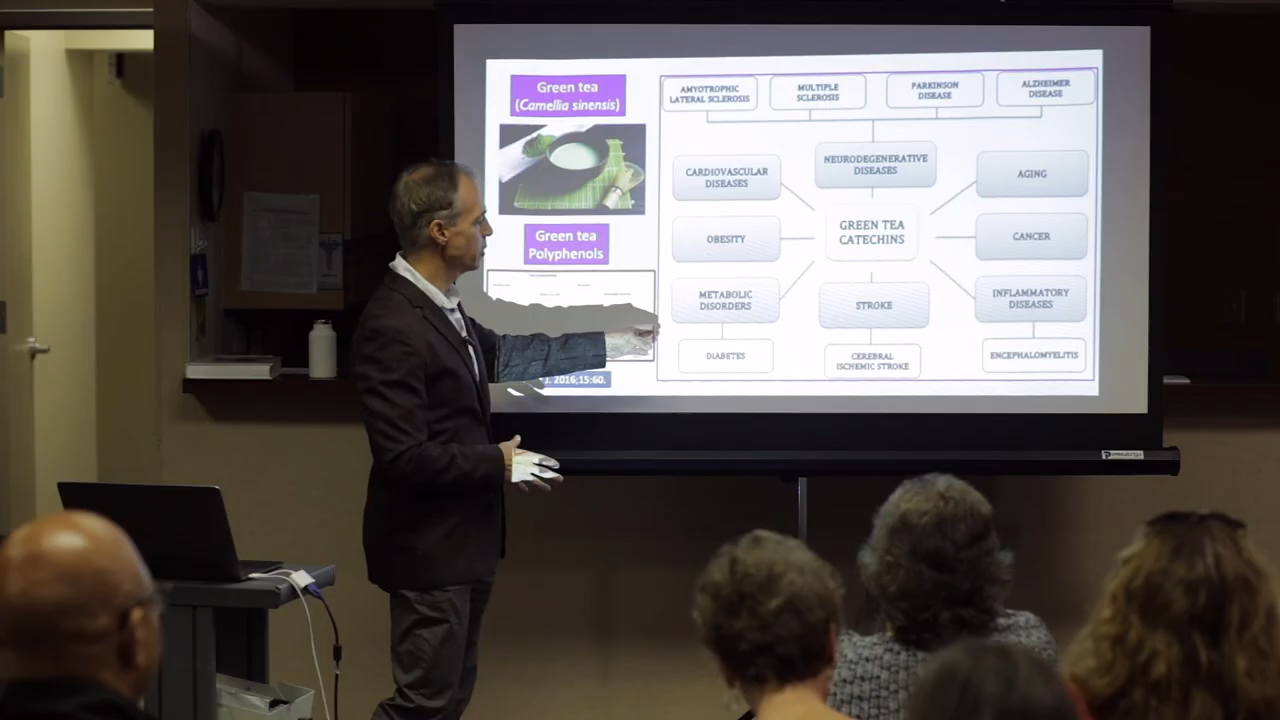 Green tea
(Camellia sinensis)
Green tea
Polyphenols
J. 2016;15:60.
AMYOTROPHIC
LATERAL SCLEROSIS
MULTIPLE
SCLEROSIS
PARKINSON
DISEASE
ALZHEIMER
DISEASE
CARDIOVASCULAR
DISEASES
NEURODEGENERATIVE
DISEASES
AGING
OBESITY
GREEN TEA
CATECHINS
CANCER
METABOLIC
DISORDERS
STROKE
INFLAMMATORY
DISEASES
DIABETES
CEREBRAL
ISCHEMIC STROKE
ENCEPHALOMYELITIS